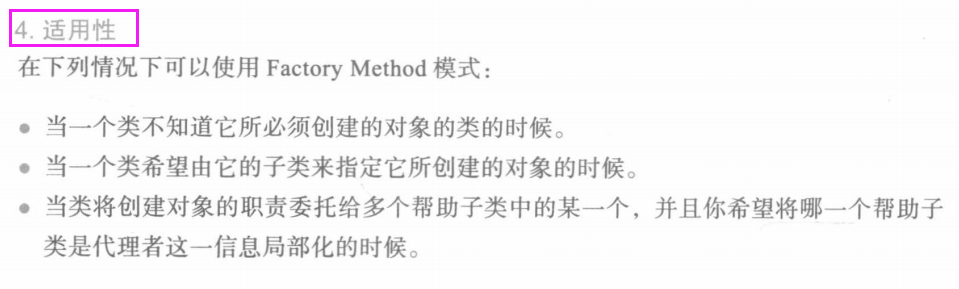 4. 适用性
在下列情况下可以使用 Factory Method 模式：
● 当一个类不知道它所必须创建的对象的类的时候。
● 当一个类希望由它的子类来指定它所创建的对象的时候。
● 当类将创建对象的职责委托给多个帮助子类中的某一个，并且你希望将哪一个帮助子
类是代理者这一信息局部化的时候。